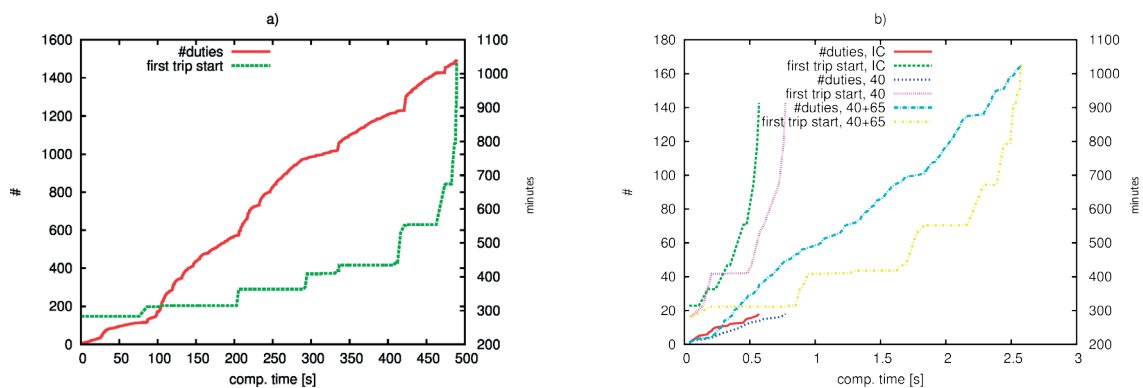 a)
#duties
first trip start
#
0
200
400
600
800
1000
1200
1400
1600
200
300
400
500
600
700
800
900
1000
1100
minutes
0 50 100 150 200 250 300 350 400 450 500
comp. time [s]
b)
#duties, IC
first trip start, IC
#duties, 40
first trip start, 40
#duties, 40+65
first trip start, 40+65
#
0
20
40
60
80
100
120
140
160
180
200
300
400
500
600
700
800
900
1000
1100
minutes
0 0.5 1 1.5 2 2.5 3
comp. time [s]